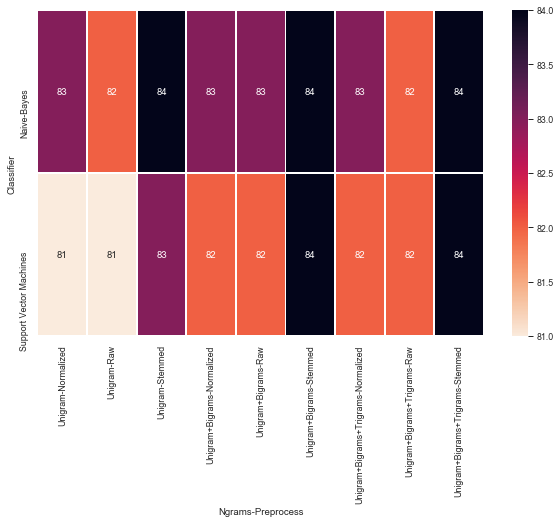 Classifier
Naive-Bayes
83 82 84 83 83 84 83 82 84
Support Vector Machines
81 81 83 82 82 84 82 82 84
Unigram-Normalized
Unigram-Raw
Unigram-Stemmed
Unigram+Bigrams-Normalized
Unigram+Bigrams-Raw
Unigram+Bigrams-Stemmed
Unigram+Bigrams+Trigrams-Normalized
Unigram+Bigrams+Trigrams-Raw
Unigram+Bigrams+Trigrams-Stemmed
Ngrams-Preprocess
84.0
83.5
83.0
82.5
82.0
81.5
81.0